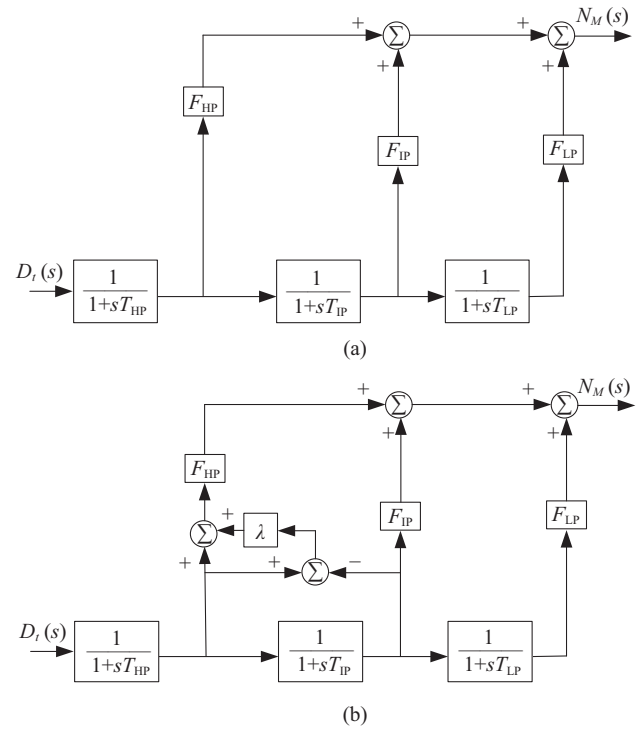 N_M(s)
+ Σ + Σ
+ +
F_HP
F_IP F_LP
D_t(s)
1 1 1
1+sT_HP 1+sT_IP 1+sT_LP
(a)
N_M(s)
+ Σ + Σ
+ +
F_HP
F_IP F_LP
+ λ
Σ
+ + Σ −
D_t(s)
1 1 1
1+sT_HP 1+sT_IP 1+sT_LP
(b)